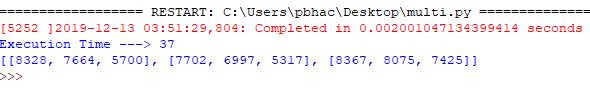 =================== RESTART: C:\Users\pbhac\Desktop\multi.py ===============
[5252 ]2019-12-13 03:51:29,804: Completed in 0.002001047134399414 seconds
Execution Time ---> 37
[[8328, 7664, 5700], [7702, 6997, 5317], [8367, 8075, 7425]]
>>>